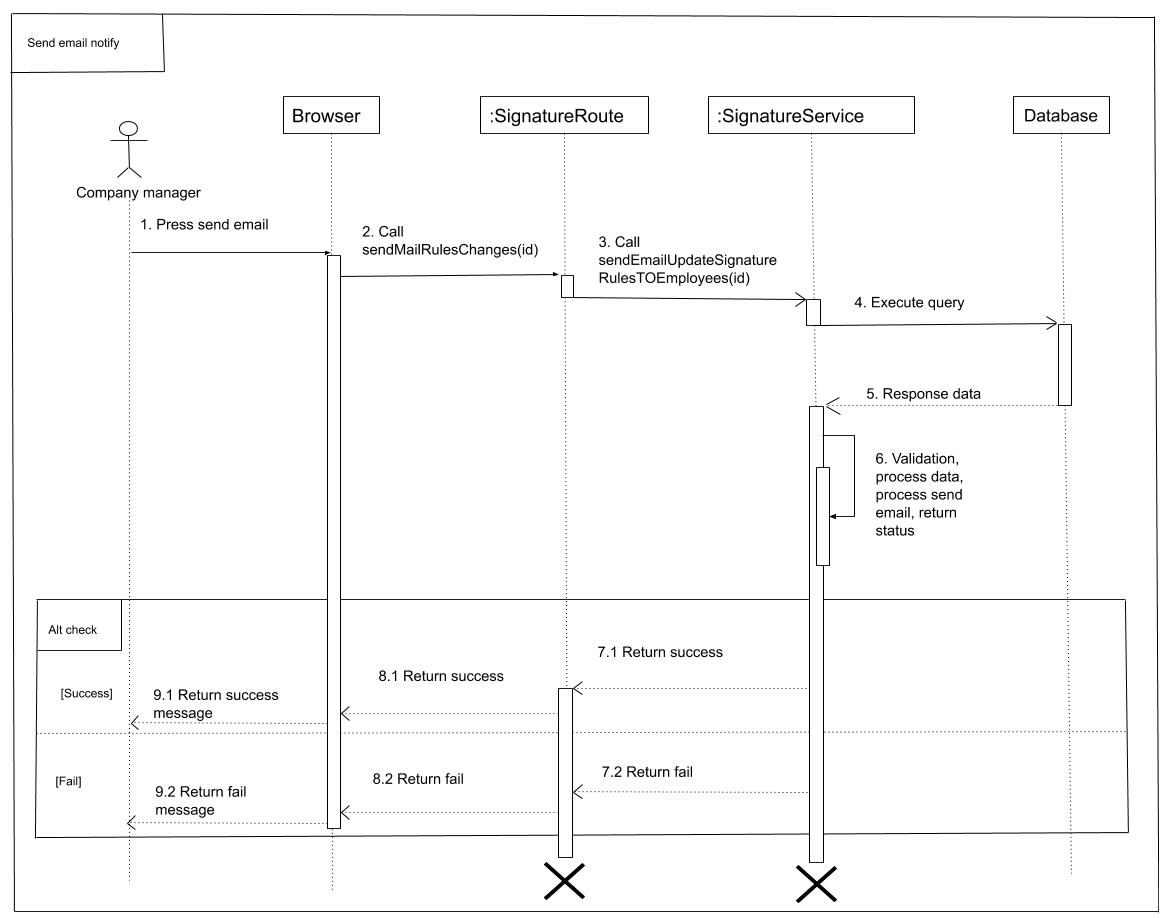 Send email notify
Browser
:SignatureRoute
:SignatureService
Database
Company manager
1. Press send email
2. Call
sendMailRulesChanges(id)
3. Call
sendEmailUpdateSignature
RulesTOEmployees(id)
4. Execute query
5. Response data
6. Validation,
process data,
process send
email, return
status
Alt check
7.1 Return success
8.1 Return success
[Success]
9.1 Return success
message
[Fail]
8.2 Return fail
7.2 Return fail
9.2 Return fail
message